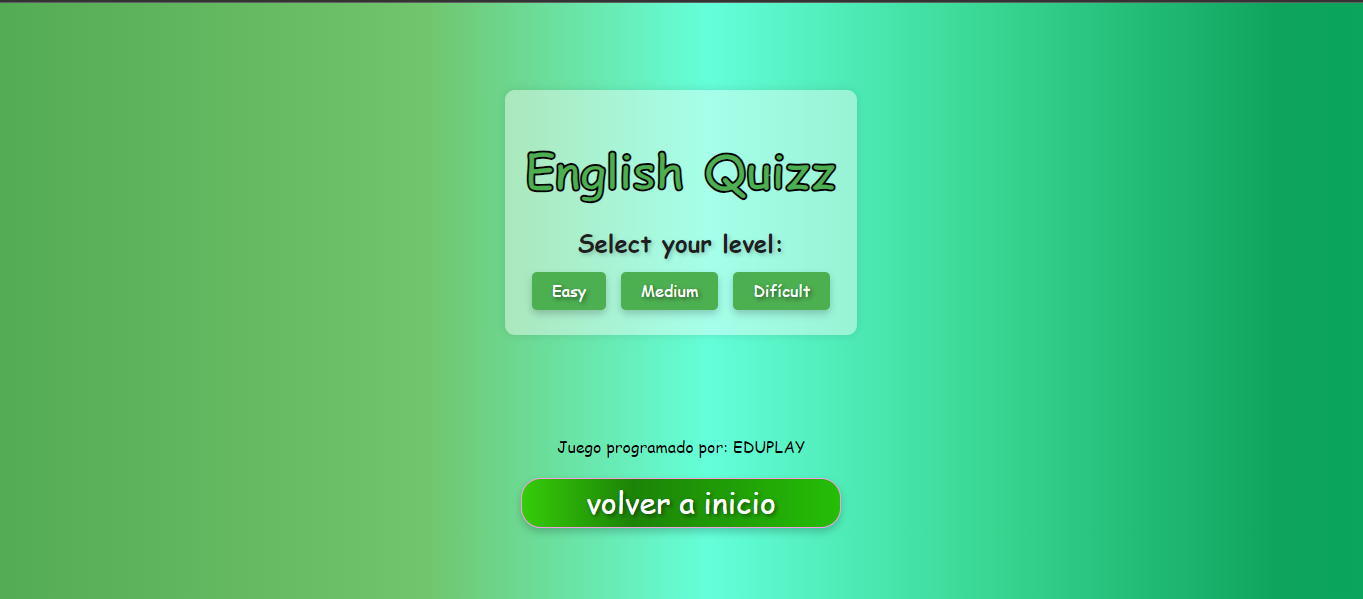 English Quizz
Select your level:
Easy Medium Difícult
Juego programado por: EDUPLAY
volver a inicio